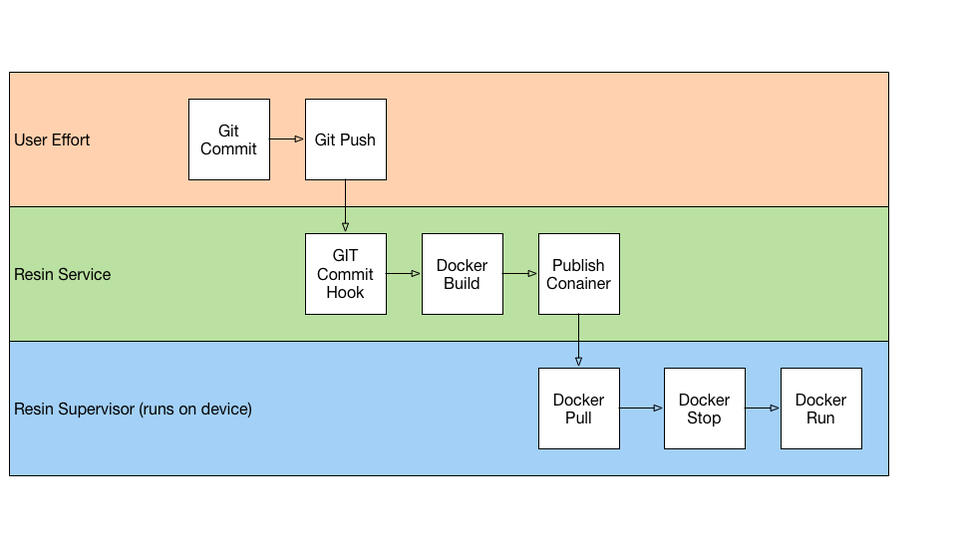 User Effort
Git
Commit
Git Push
Resin Service
GIT
Commit
Hook
Docker
Build
Publish
Conainer
Resin Supervisor (runs on device)
Docker
Pull
Docker
Stop
Docker
Run